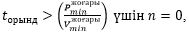 t_орынд > (P_min^жоғары / V_min^жоғары) үшін n = 0,